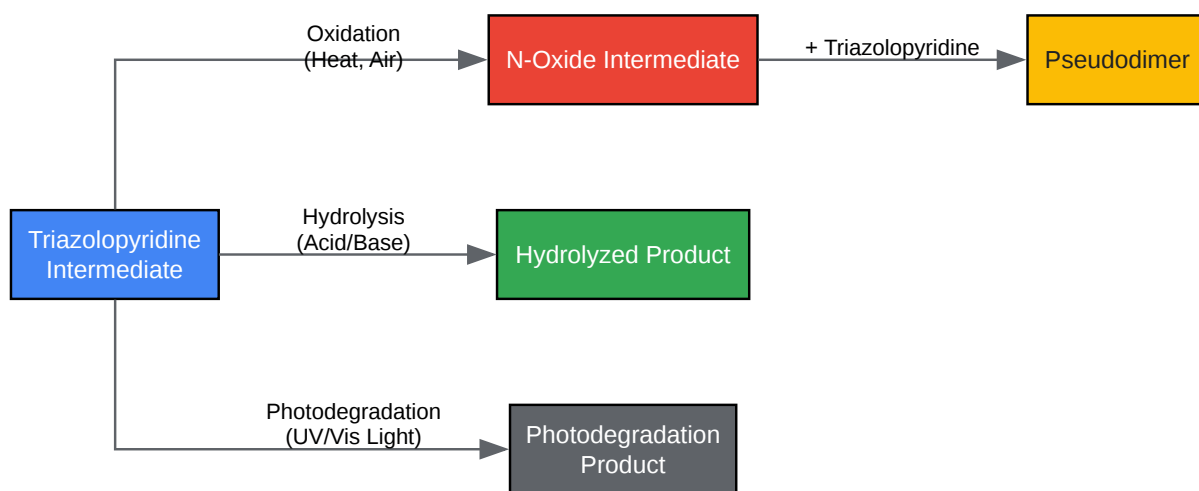 Oxidation
(Heat, Air)
N-Oxide Intermediate
+ Triazolopyridine
Pseudodimer
Triazolopyridine
Intermediate
Hydrolysis
(Acid/Base)
Hydrolyzed Product
Photodegradation
(UV/Vis Light)
Photodegradation
Product